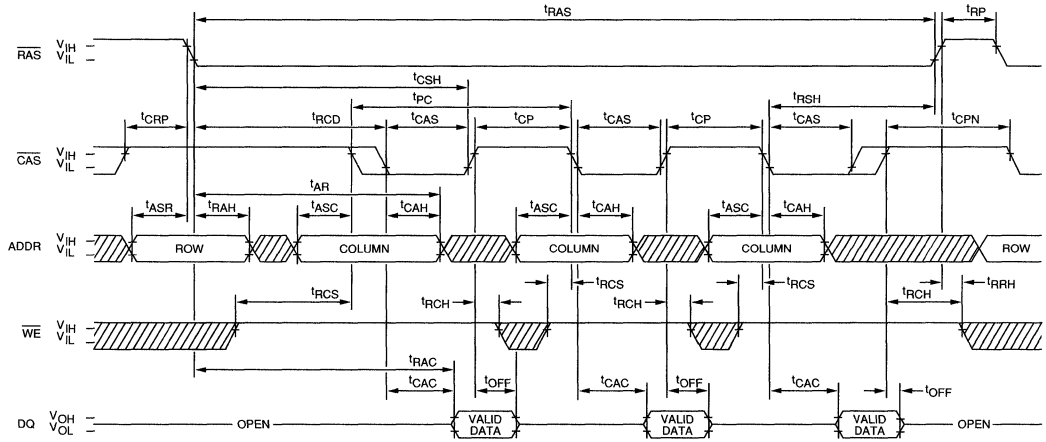 tRAS tRP
RAS VIH
VIL
tCSH
tPC tRSH
tCRP tRCD tCAS tCP tCAS tCP tCAS tCPN
CAS VIH
VIL
tAR
tASR tRAH tASC tCAH tASC tCAH tASC tCAH
ADDR VIH
VIL
ROW COLUMN COLUMN COLUMN ROW
tRCS tRCH tRCS tRCH tRCS tRCH tRRH
WE VIH
VIL
tRAC
tCAC tOFF tCAC tOFF tCAC tOFF
DQ VOH
VOL
OPEN VALID DATA VALID DATA VALID DATA OPEN